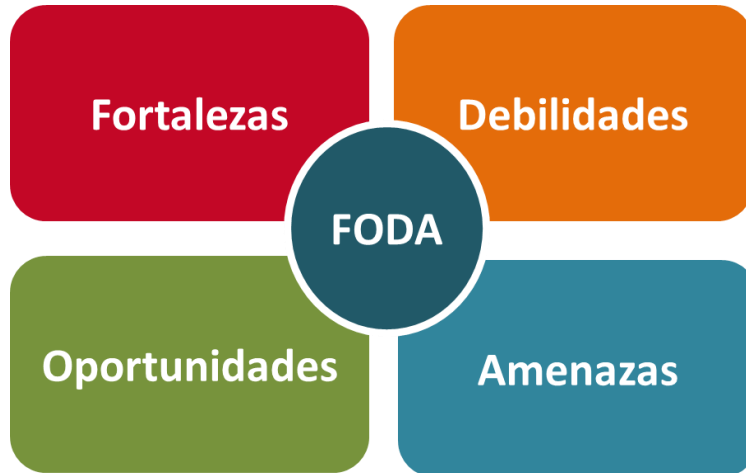 Fortalezas
Debilidades
FODA
Oportunidades
Amenazas